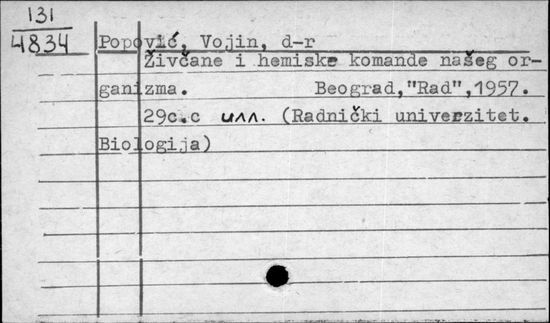 131
4834
Popović, Vojin, d-r
Živčane i hemiske komande našeg or-
ganizma. Beograd,"Rad",1957.
29c.c илл. (Radnički univerzitet.
Biologija)